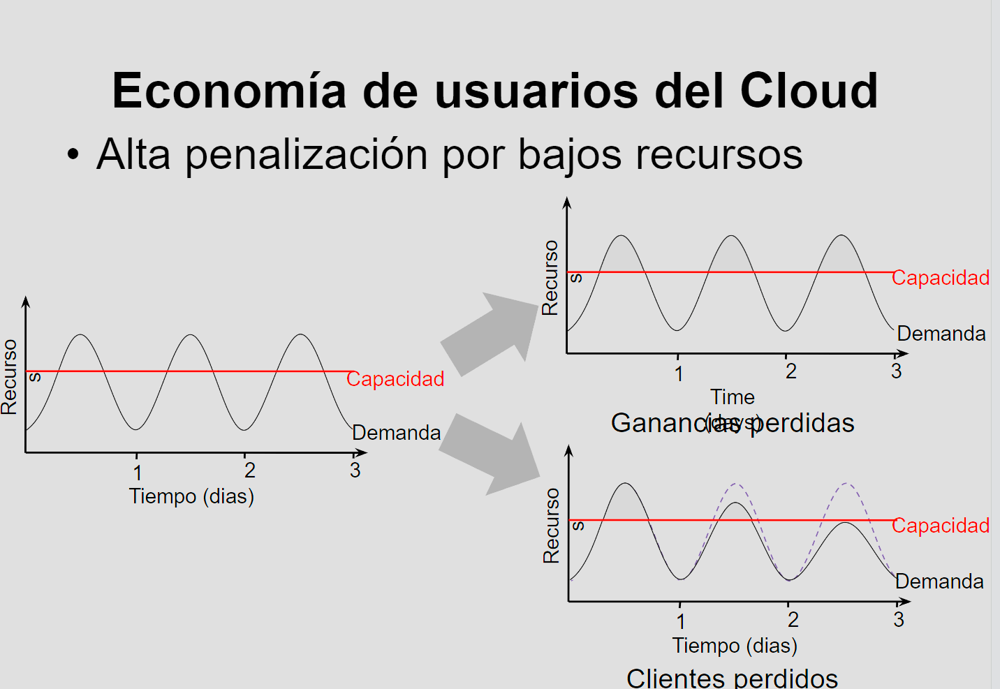 Economía de usuarios del Cloud
• Alta penalización por bajos recursos
Recurso
s
Capacidad
Demanda
1
2
3
Tiempo (dias)
Recurso
s
Capacidad
Demanda
1
2
3
Time
(days)
Ganancias perdidas
Recurso
s
Capacidad
Demanda
1
2
3
Tiempo (dias)
Clientes perdidos